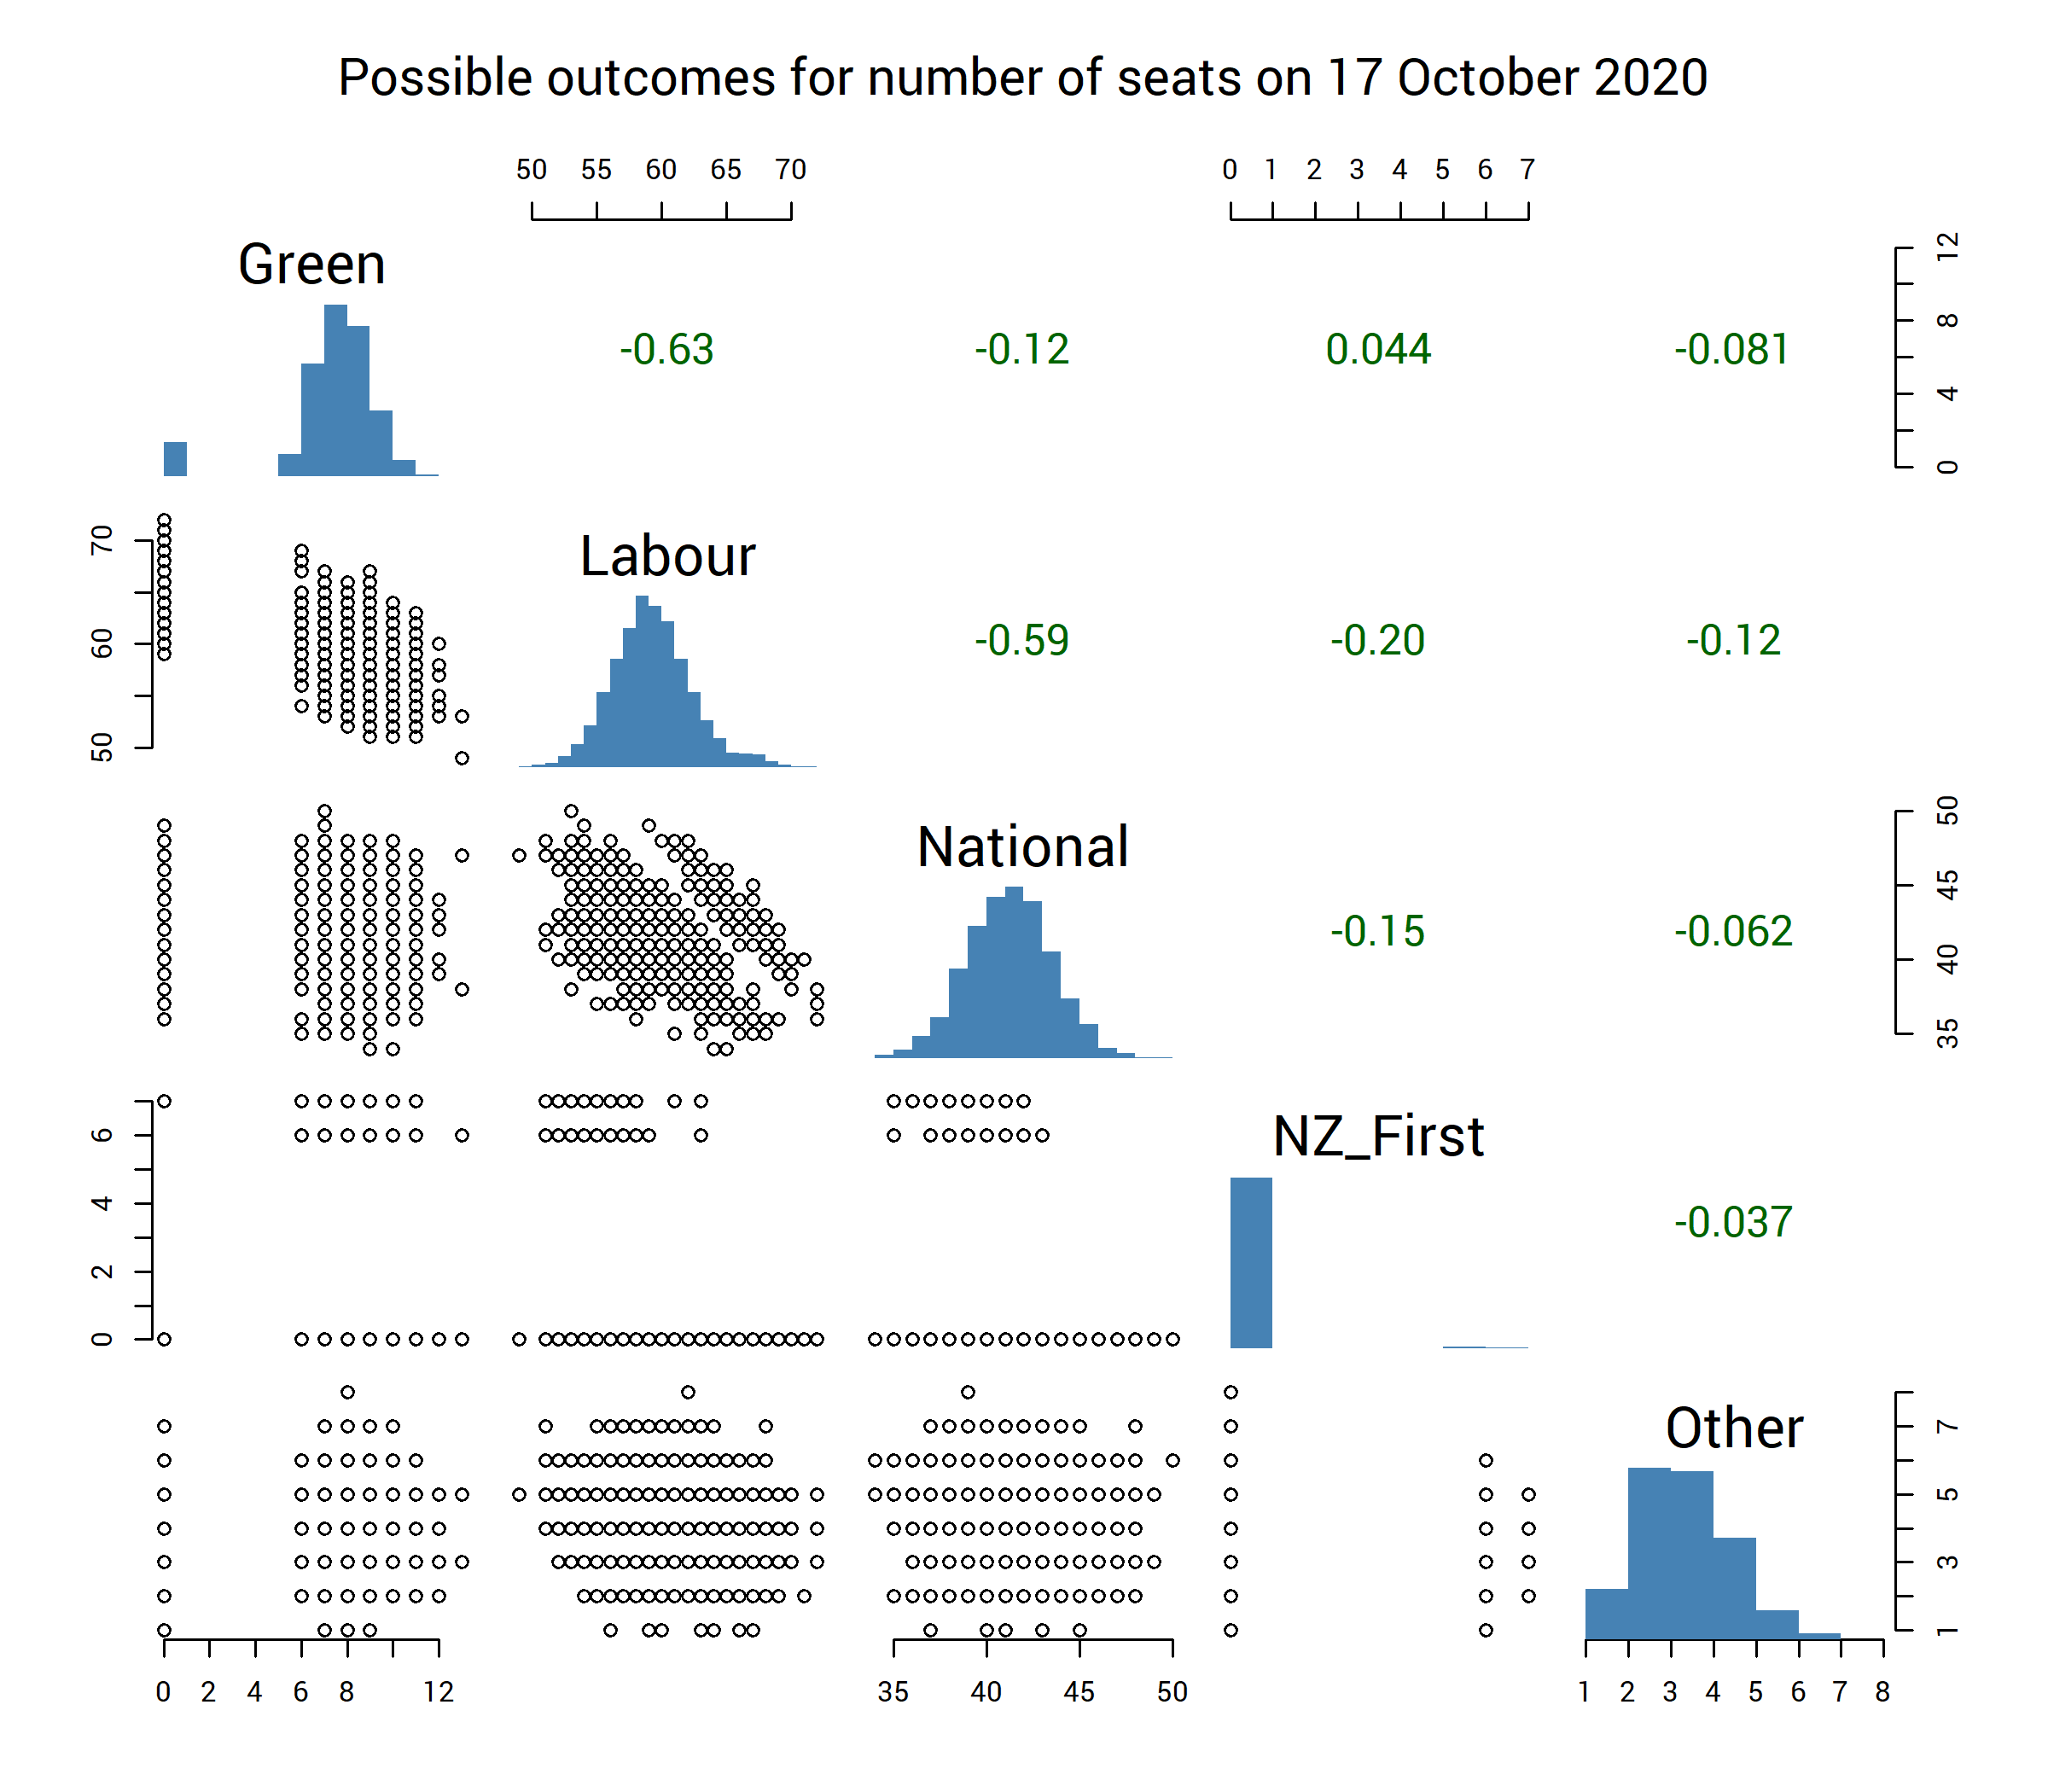 Possible outcomes for number of seats on 17 October 2020
50 55 60 65 70
0 1 2 3 4 5 6 7
Green
-0.63 -0.12 0.044 -0.081
0 4 8 12
50 60 70
Labour
-0.59 -0.20 -0.12
National
-0.15 -0.062
35 40 45 50
0 2 4 6
NZ_First
-0.037
Other
1 3 5 7
0 2 4 6 8 12
35 40 45 50
1 2 3 4 5 6 7 8